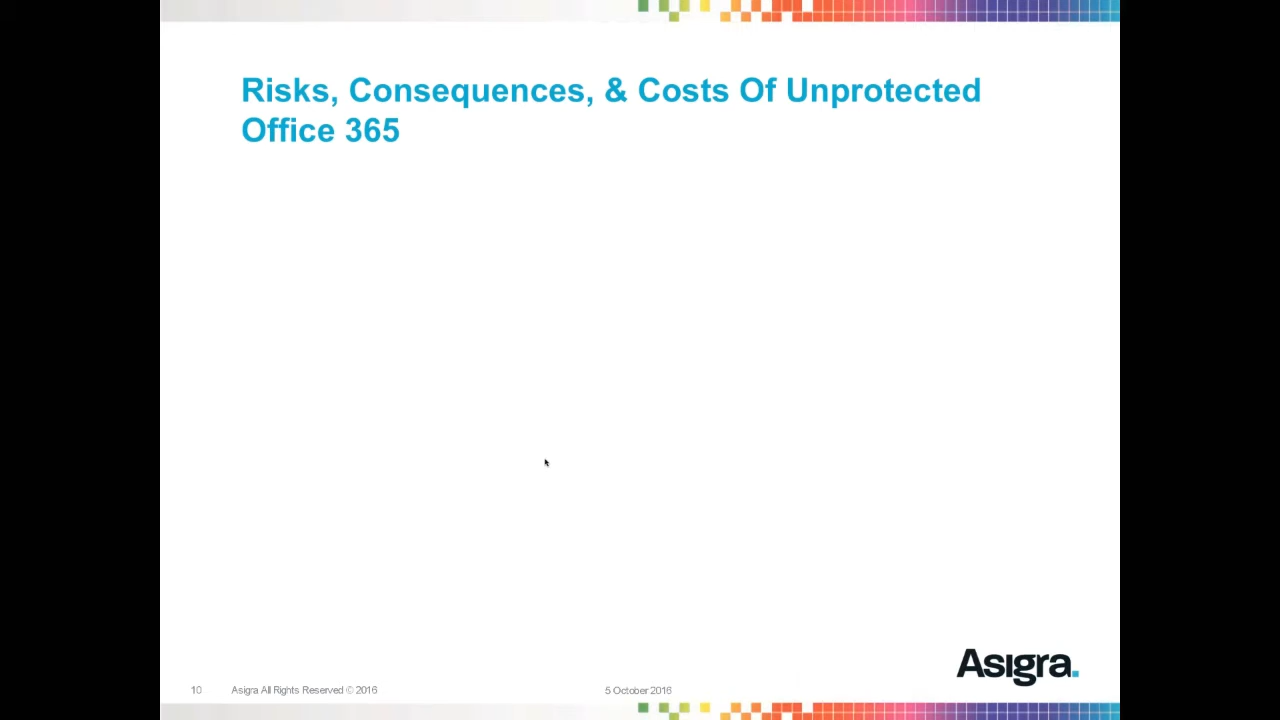 Risks, Consequences, & Costs Of Unprotected
Office 365
Asigra.
10 Asigra All Rights Reserved © 2016 5 October 2016